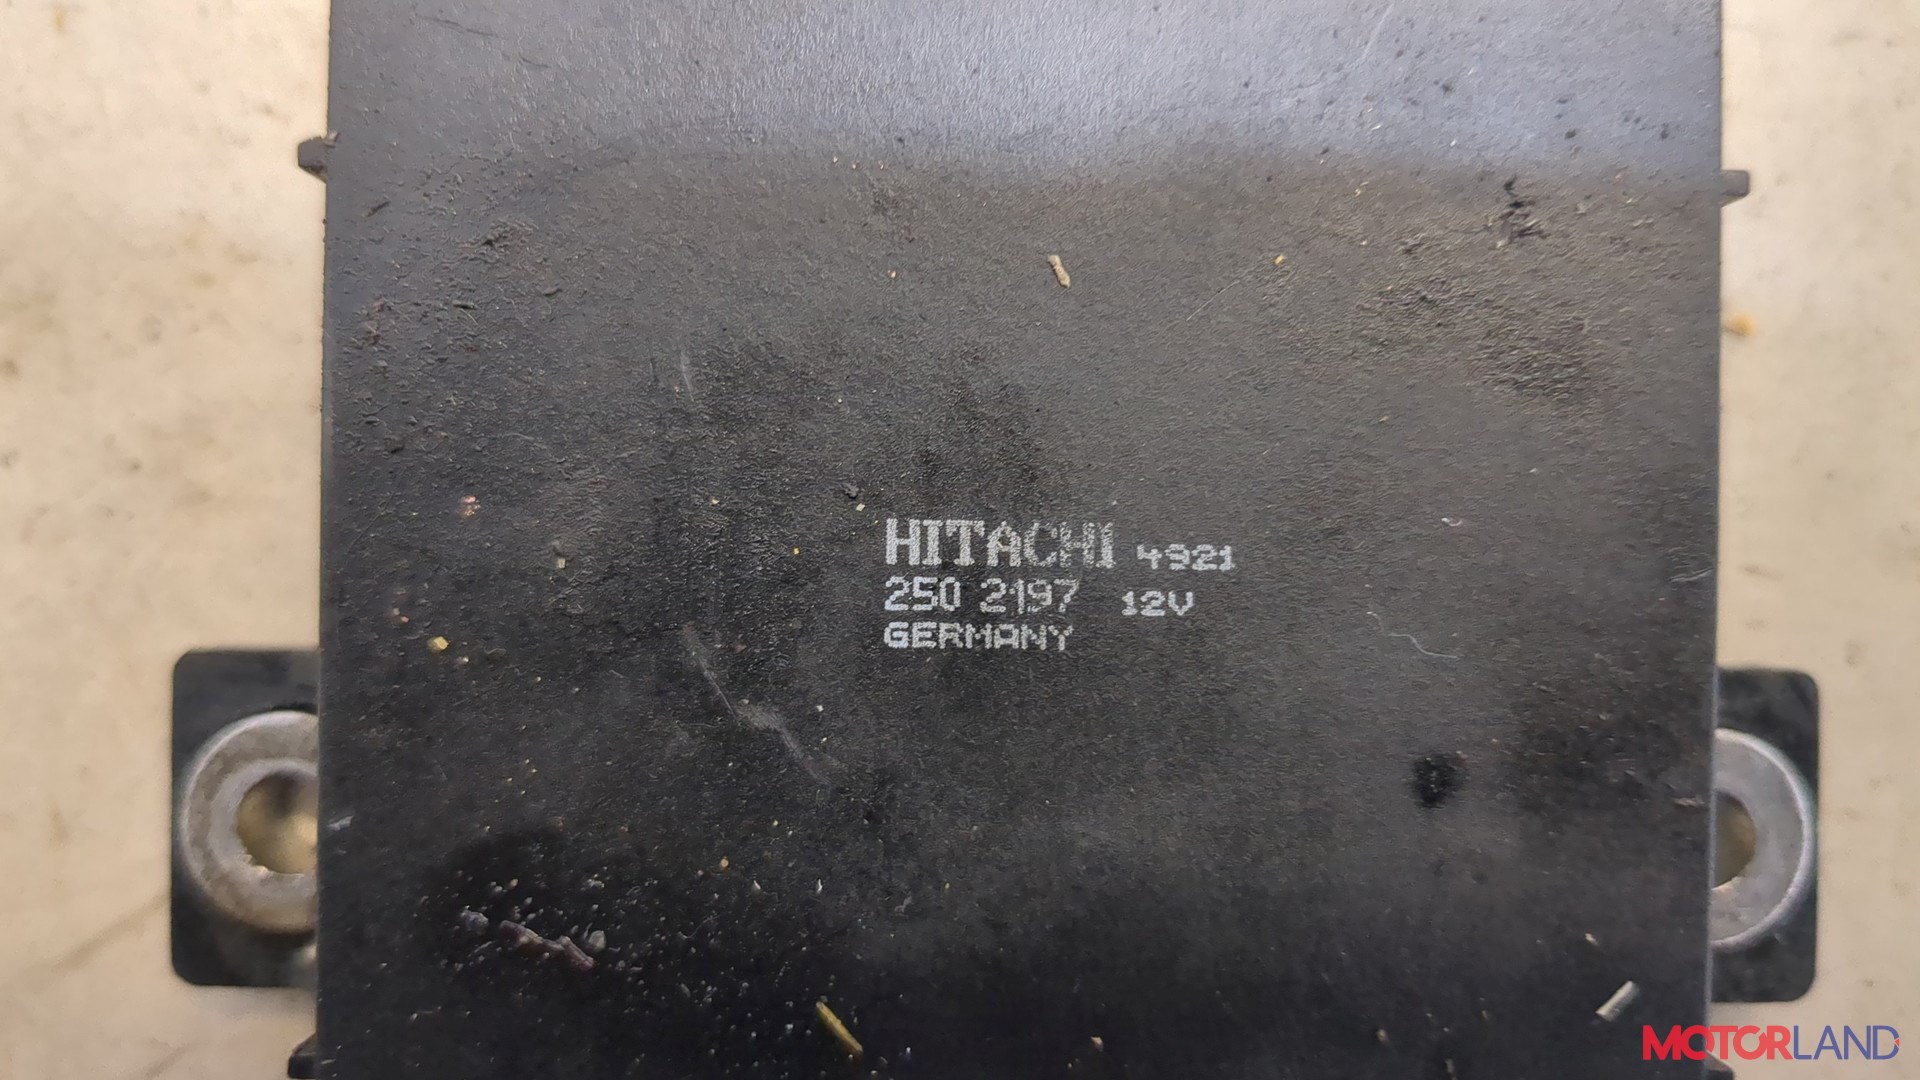 HITACHI 4921
250 2197 12V
GERMANY
MOTORLAND